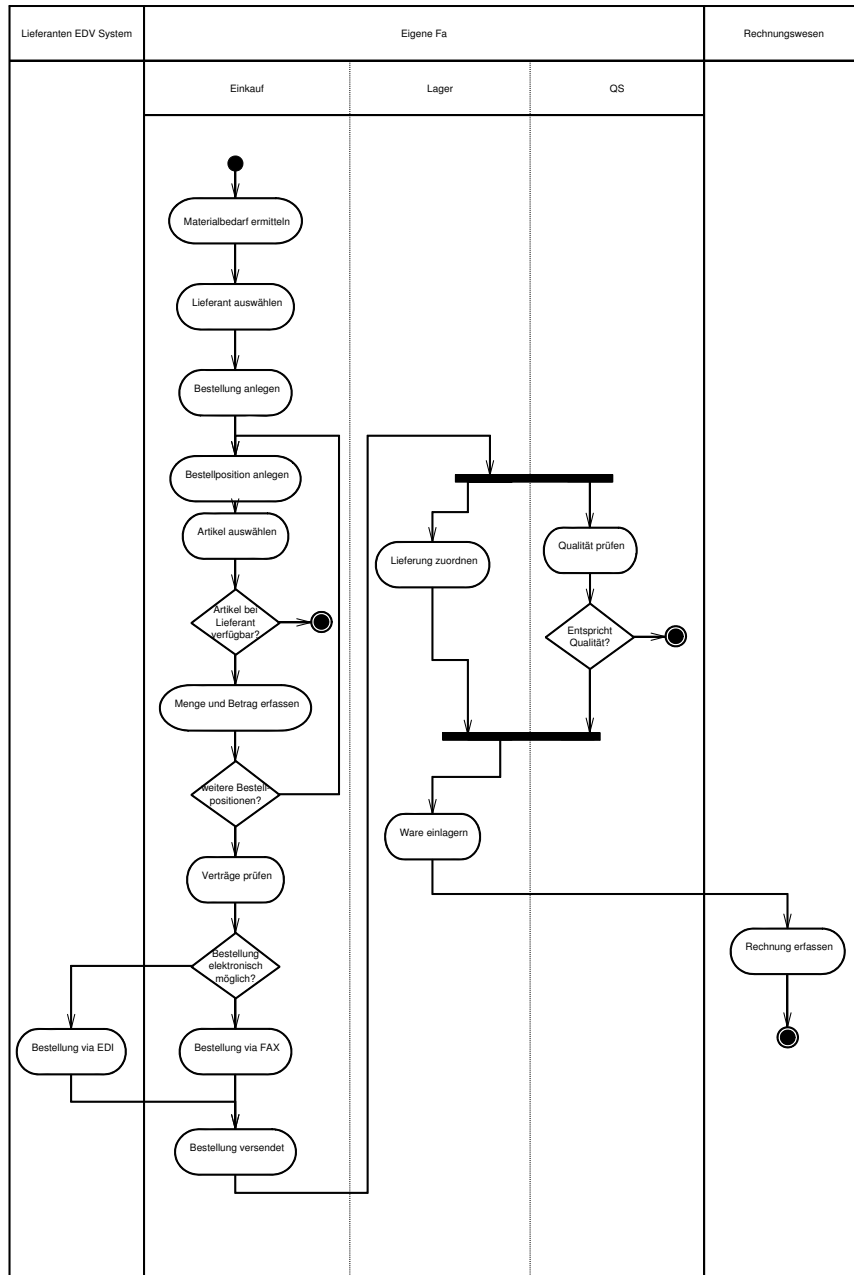 Lieferanten EDV System
Eigene Fa
Rechnungswesen
Einkauf
Lager
QS
Materialbedarf ermitteln
Lieferant auswählen
Bestellung anlegen
Bestellposition anlegen
Artikel auswählen
Artikel bei
Lieferant
verfügbar?
Menge und Betrag erfassen
weitere Bestell-
positionen?
Verträge prüfen
Bestellung
elektronisch
möglich?
Bestellung via EDI
Bestellung via FAX
Bestellung versendet
Lieferung zuordnen
Qualität prüfen
Entspricht
Qualität?
Ware einlagern
Rechnung erfassen